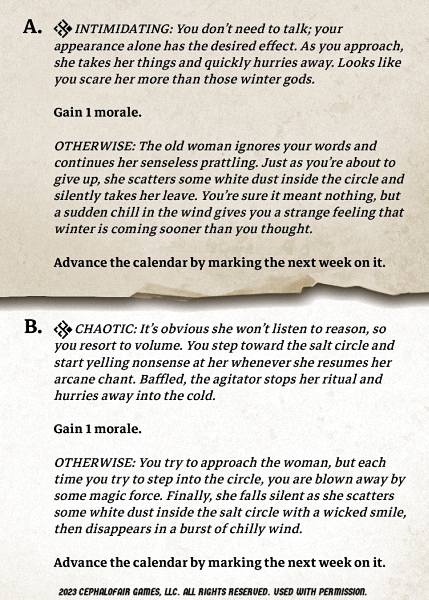 A. INTIMIDATING: You don't need to talk; your
appearance alone has the desired effect. As you approach,
she takes her things and quickly hurries away. Looks like
you scare her more than those winter gods.
Gain 1 morale.
OTHERWISE: The old woman ignores your words and
continues her senseless prattling. Just as you're about to
give up, she scatters some white dust inside the circle and
silently takes her leave. You're sure it meant nothing, but
a sudden chill in the wind gives you a strange feeling that
winter is coming sooner than you thought.
Advance the calendar by marking the next week on it.
B. CHAOTIC: It's obvious she won't listen to reason, so
you resort to volume. You step toward the salt circle and
start yelling nonsense at her whenever she resumes her
arcane chant. Baffled, the agitator stops her ritual and
hurries away into the cold.
Gain 1 morale.
OTHERWISE: You try to approach the woman, but each
time you try to step into the circle, you are blown away by
some magic force. Finally, she falls silent as she scatters
some white dust inside the salt circle with a wicked smile,
then disappears in a burst of chilly wind.
Advance the calendar by marking the next week on it.
2023 CEPHALOFAIR GAMES, LLC. ALL RIGHTS RESERVED. USED WITH PERMISSION.